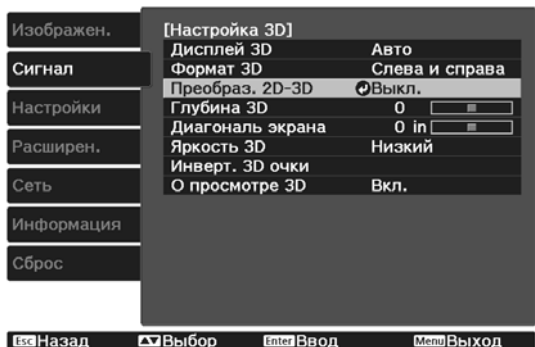 Изображен.
Сигнал
Настройки
Расширен.
Сеть
Информация
Сброс
[Настройка 3D]
Дисплей 3D Авто
Формат 3D Слева и справа
Преобраз. 2D-3D Выкл.
Глубина 3D 0
Диагональ экрана 0 in
Яркость 3D Низкий
Инверт. 3D очки
О просмотре 3D Вкл.
Esc Назад Выбор Enter Ввод Menu Выход